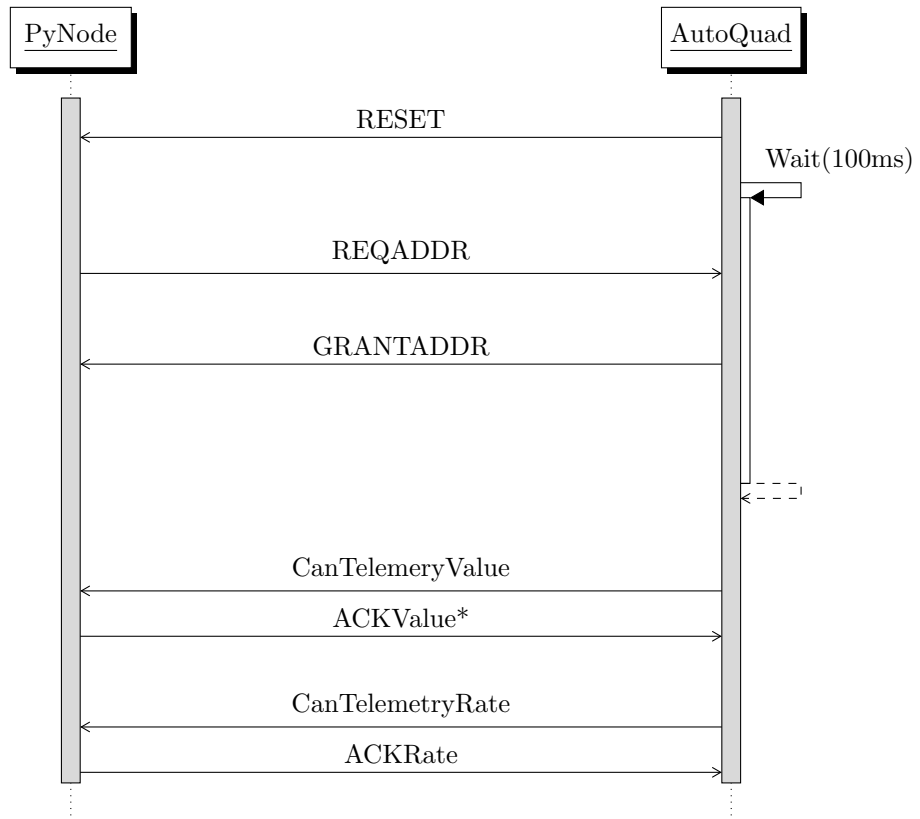 PyNode
AutoQuad
RESET
Wait(100ms)
REQADDR
GRANTADDR
CanTelemeryValue
ACKValue*
CanTelemetryRate
ACKRate